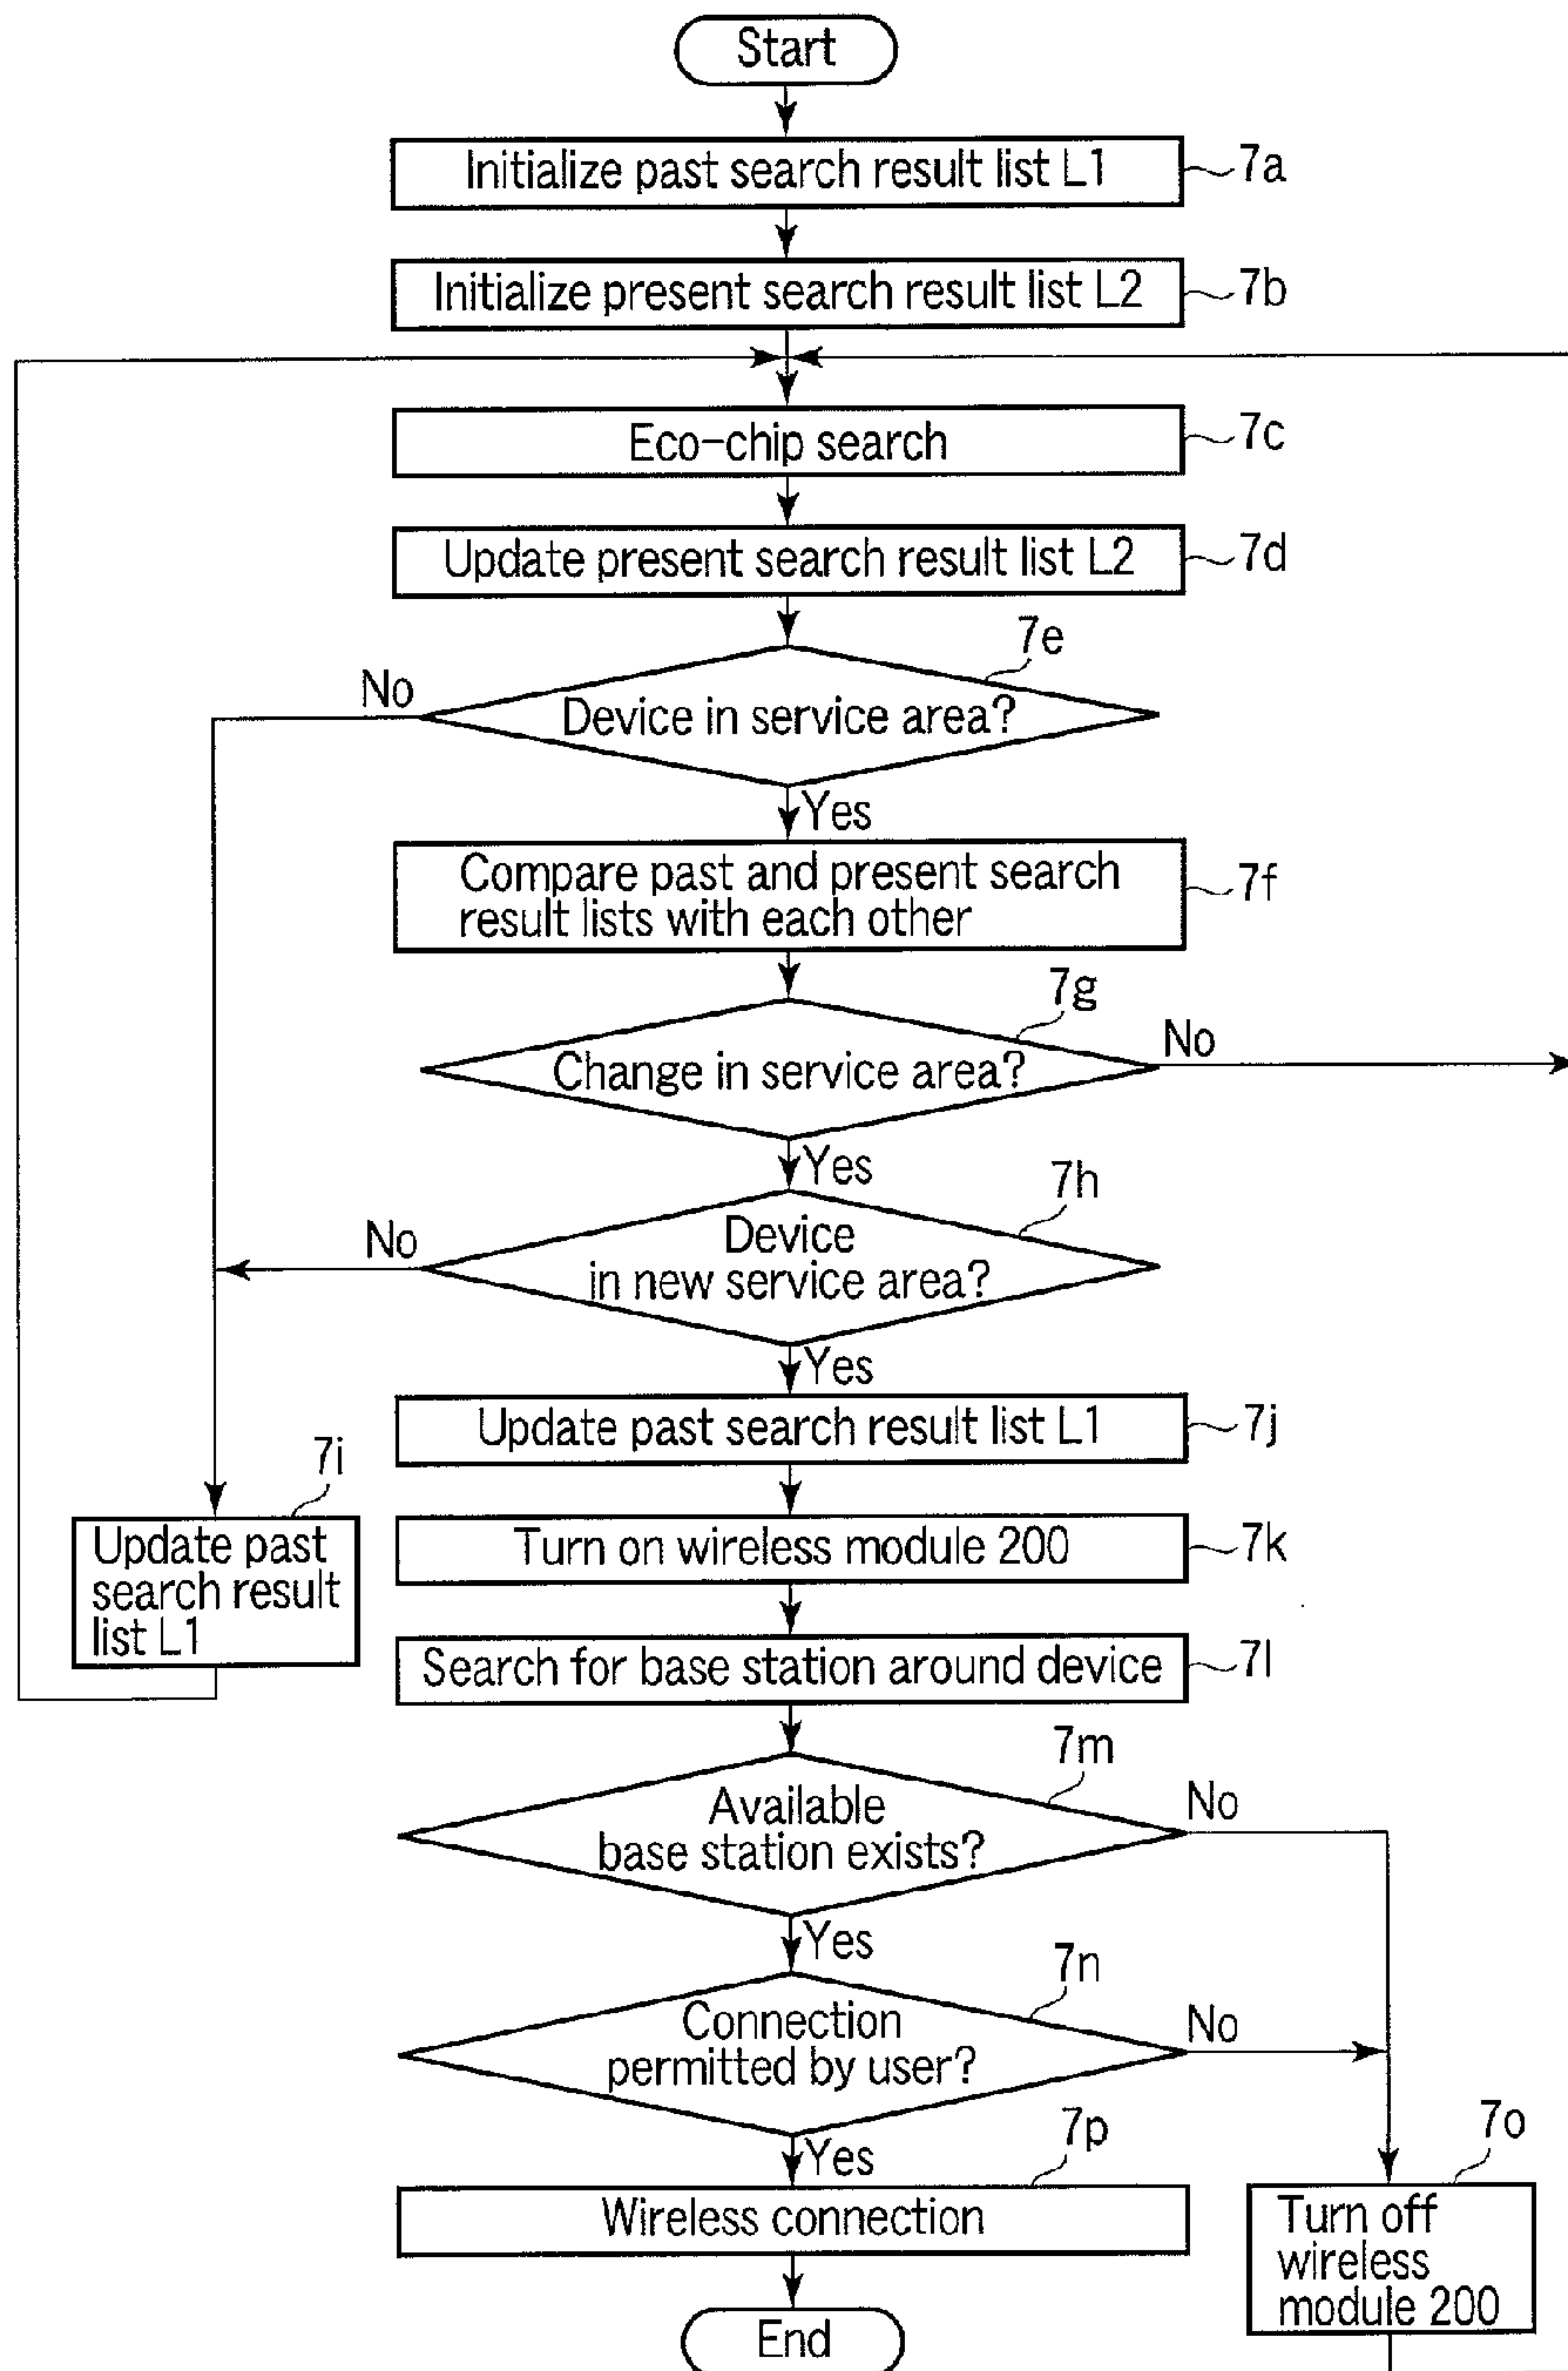 Start
Initialize past search result list L1
7a
Initialize present search result list L2
7b
Eco-chip search
7c
Update present search result list L2
7d
7e
No
Device in service area?
Yes
Compare past and present search
result lists with each other
7f
7g
No
Change in service area?
Yes
7h
No
Device
in new service area?
Yes
Update past search result list L1
7j
7i
Update past
search result
list L1
Turn on wireless module 200
7k
Search for base station around device
7l
7m
No
Available
base station exists?
Yes
7n
No
Connection
permitted by user?
Yes
7p
Wireless connection
7o
Turn off
wireless
module 200
End